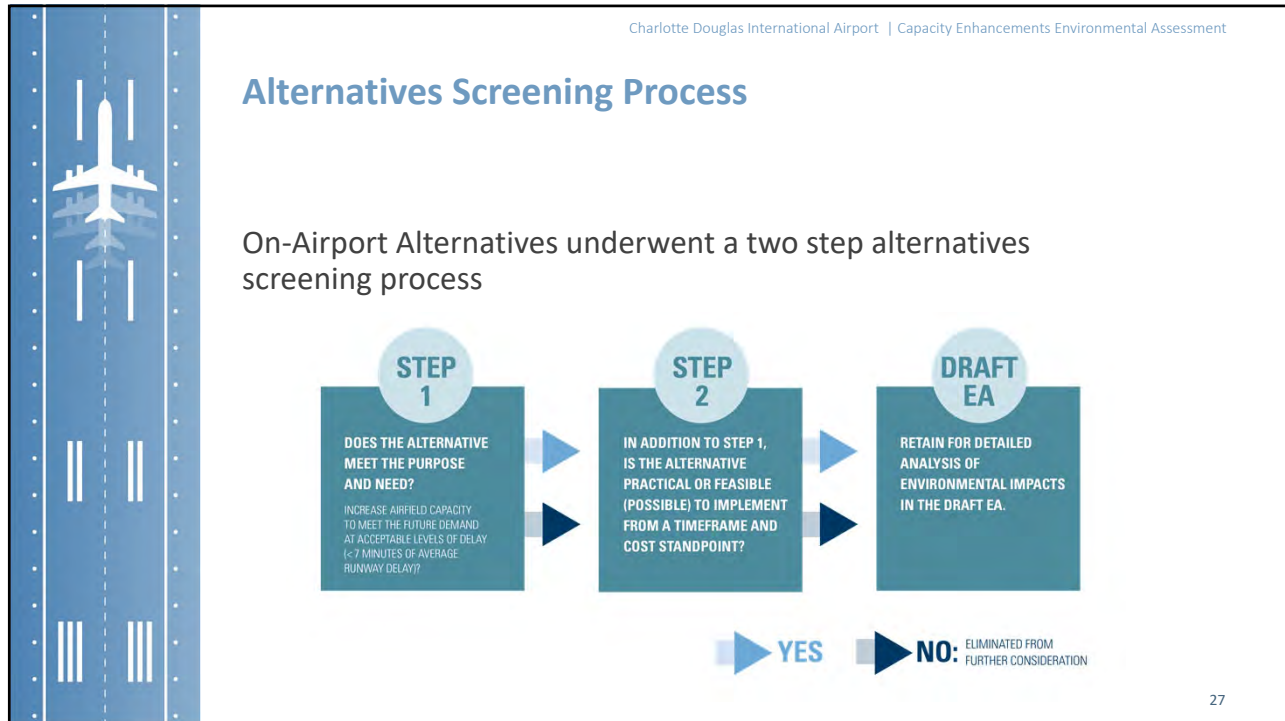 Charlotte Douglas International Airport | Capacity Enhancements Environmental Assessment
Alternatives Screening Process
On-Airport Alternatives underwent a two step alternatives
screening process
STEP
1
DOES THE ALTERNATIVE
MEET THE PURPOSE
AND NEED?
INCREASE AIRFIELD CAPACITY
TO MEET THE FUTURE DEMAND
AT ACCEPTABLE LEVELS OF DELAY
(< 7 MINUTES OF AVERAGE
RUNWAY DELAY)?
STEP
2
IN ADDITION TO STEP 1,
IS THE ALTERNATIVE
PRACTICAL OR FEASIBLE
(POSSIBLE) TO IMPLEMENT
FROM A TIMEFRAME AND
COST STANDPOINT?
DRAFT
EA
RETAIN FOR DETAILED
ANALYSIS OF
ENVIRONMENTAL IMPACTS
IN THE DRAFT EA.
YES
NO: ELIMINATED FROM
FURTHER CONSIDERATION
27